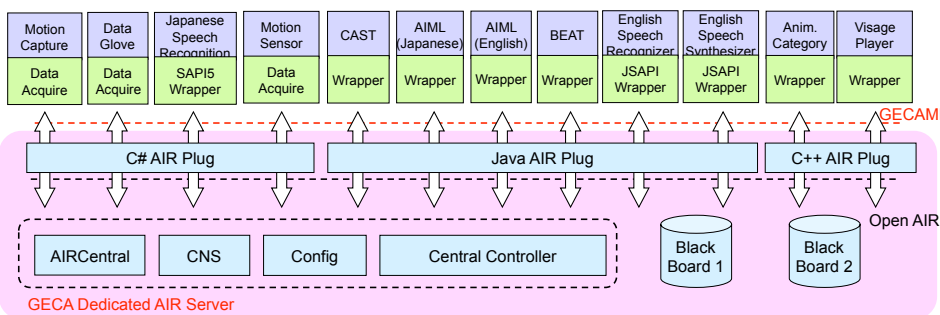 Motion
Capture
Data
Glove
Japanese
Speech
Recognition
Motion
Sensor
CAST
AIML
(Japanese)
AIML
(English)
BEAT
English
Speech
Recognizer
English
Speech
Synthesizer
Anim.
Category
Visage
Player
Data
Acquire
Data
Acquire
SAPI5
Wrapper
Data
Acquire
Wrapper
Wrapper
Wrapper
Wrapper
JSAPI
Wrapper
JSAPI
Wrapper
Wrapper
Wrapper
GECAM
C# AIR Plug
Java AIR Plug
C++ AIR Plug
Open AIR
AIRCentral
CNS
Config
Central Controller
Black
Board 1
Black
Board 2
GECA Dedicated AIR Server